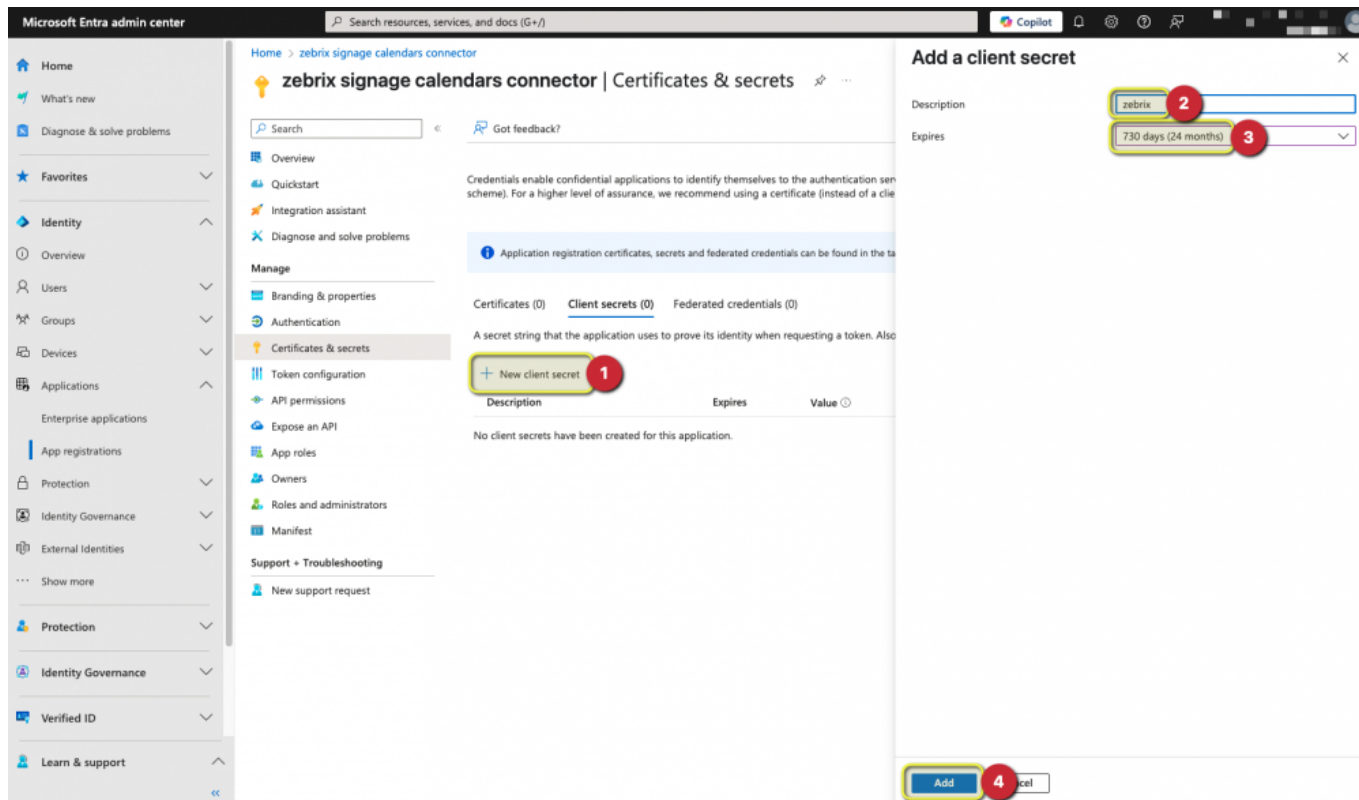 Microsoft Entra admin center
Search resources, services, and docs (G+/)
Copilot
Home
What's new
Diagnose & solve problems
Favorites
Identity
Overview
Users
Groups
Devices
Applications
Enterprise applications
App registrations
Protection
Identity Governance
External Identities
Show more
Protection
Identity Governance
Verified ID
Learn & support
Home > zebrix signage calendars connector
zebrix signage calendars connector | Certificates & secrets
Search
Got feedback?
Overview
Quickstart
Integration assistant
Diagnose and solve problems
Manage
Branding & properties
Authentication
Certificates & secrets
Token configuration
API permissions
Expose an API
App roles
Owners
Roles and administrators
Manifest
Support + Troubleshooting
New support request
Credentials enable confidential applications to identify themselves to the authentication ser
scheme). For a higher level of assurance, we recommend using a certificate (instead of a clie
Application registration certificates, secrets and federated credentials can be found in the ta
Certificates (0) Client secrets (0) Federated credentials (0)
A secret string that the application uses to prove its identity when requesting a token. Also
New client secret 1
Description Expires Value
No client secrets have been created for this application.
Add a client secret
Description zebrix 2
Expires 730 days (24 months) 3
Add 4 cel